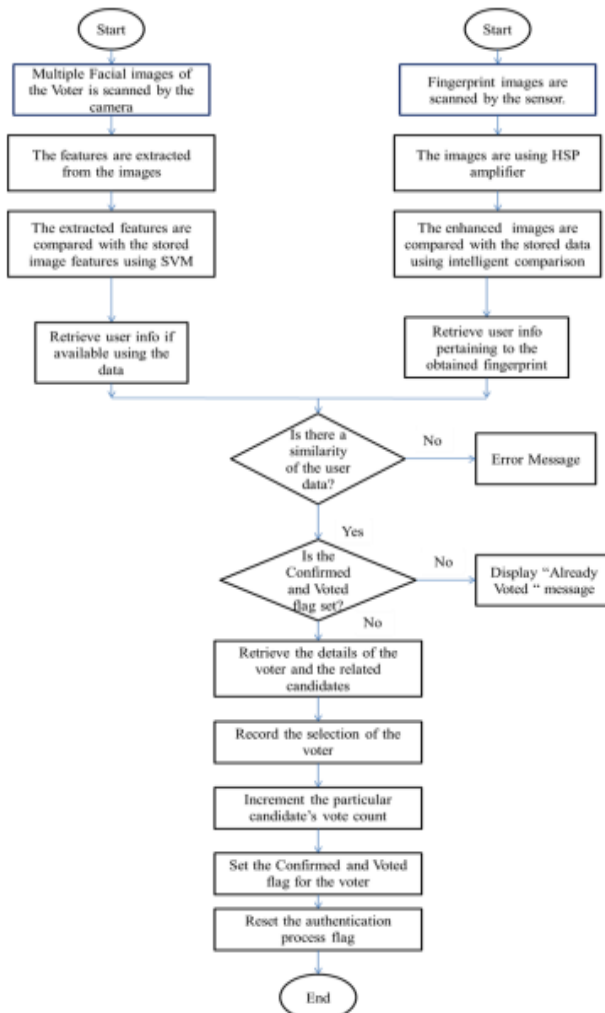 Start
Multiple Facial images of
the Voter is scanned by the
camera
The features are extracted
from the images
The extracted features are
compared with the stored
image features using SVM
Retrieve user info if
available using the
data
Start
Fingerprint images are
scanned by the sensor.
The images are using HSP
amplifier
The enhanced images are
compared with the stored data
using intelligent comparison
Retrieve user info
pertaining to the
obtained fingerprint
Is there a
similarity
of the user
data?
No
Error Message
Yes
Is the
Confirmed
and Voted
flag set?
No
Display “Already
Voted “ message
No
Retrieve the details of the
voter and the related
candidates
Record the selection of the
voter
Increment the particular
candidate’s vote count
Set the Confirmed and Voted
flag for the voter
Reset the authentication
process flag
End